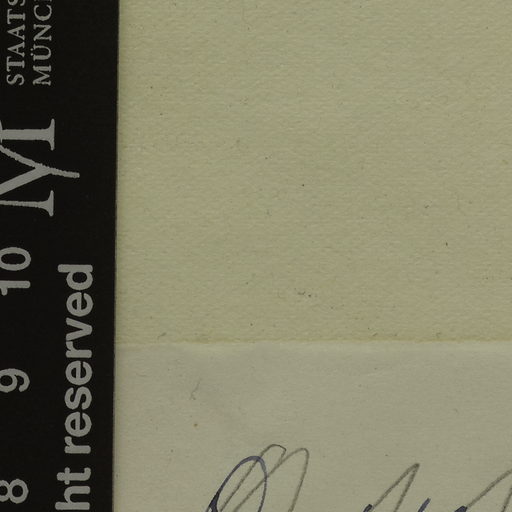 STAATS
MÜNC
M
8 9 10
ht reserved